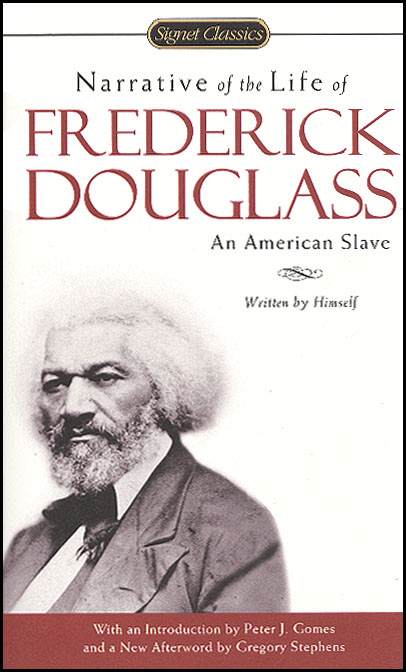 Signet Classics
Narrative of the Life of
FREDERICK
DOUGLASS
An American Slave
Written by Himself
With an Introduction by Peter J. Gomes
and a New Afterword by Gregory Stephens